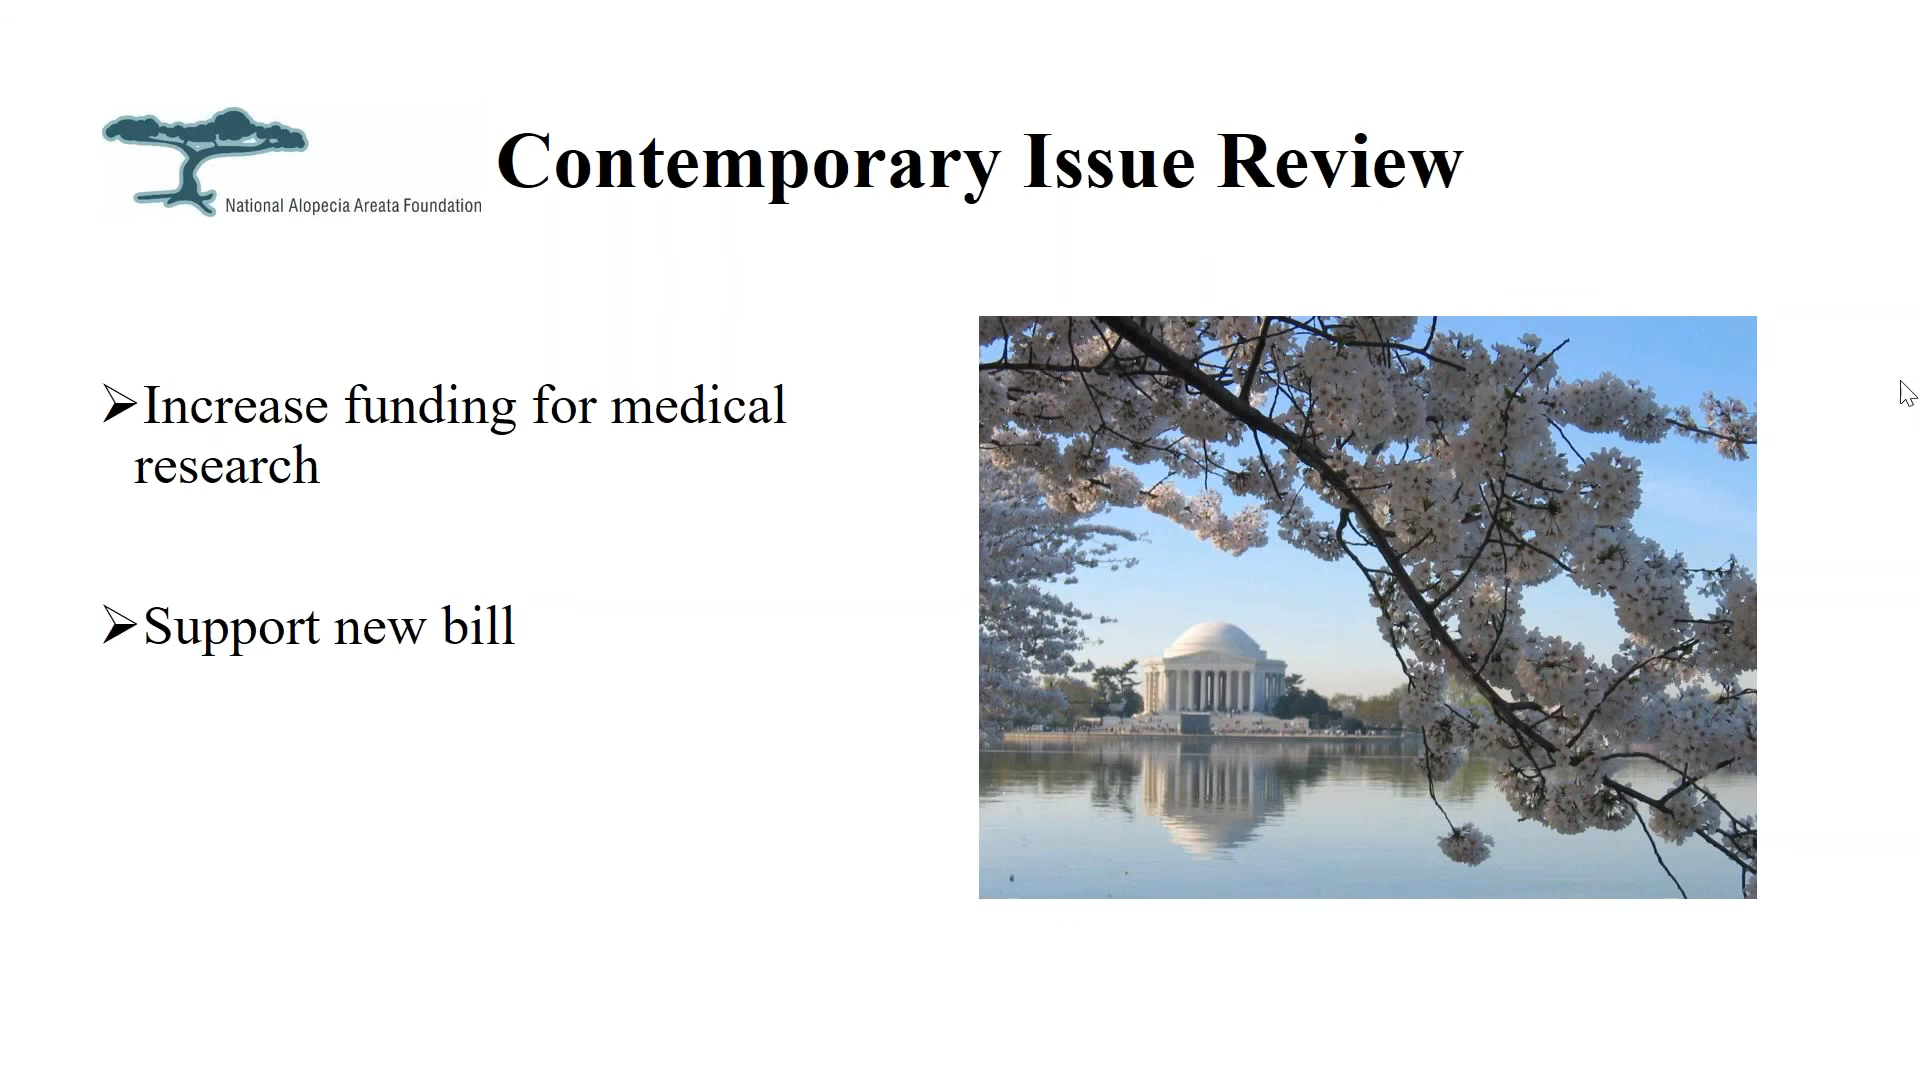 National Alopecia Areata Foundation
Contemporary Issue Review
➢Increase funding for medical
research
➢Support new bill